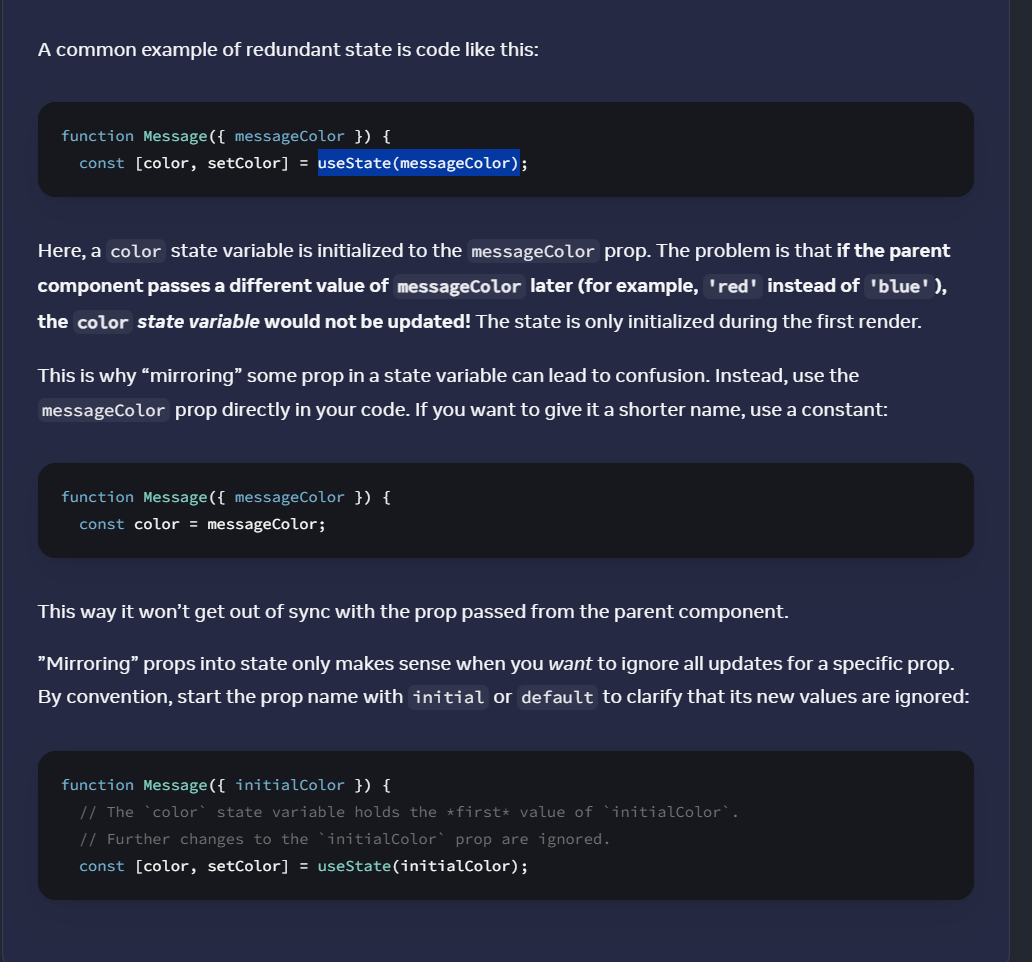 A common example of redundant state is code like this:
function Message({ messageColor }) {
  const [color, setColor] = useState(messageColor);
Here, a color state variable is initialized to the messageColor prop. The problem is that if the parent
component passes a different value of messageColor later (for example, 'red' instead of 'blue'),
the color state variable would not be updated! The state is only initialized during the first render.
This is why “mirroring” some prop in a state variable can lead to confusion. Instead, use the
messageColor prop directly in your code. If you want to give it a shorter name, use a constant:
function Message({ messageColor }) {
  const color = messageColor;
This way it won’t get out of sync with the prop passed from the parent component.
”Mirroring” props into state only makes sense when you want to ignore all updates for a specific prop.
By convention, start the prop name with initial or default to clarify that its new values are ignored:
function Message({ initialColor }) {
  // The `color` state variable holds the *first* value of `initialColor`.
  // Further changes to the `initialColor` prop are ignored.
  const [color, setColor] = useState(initialColor);